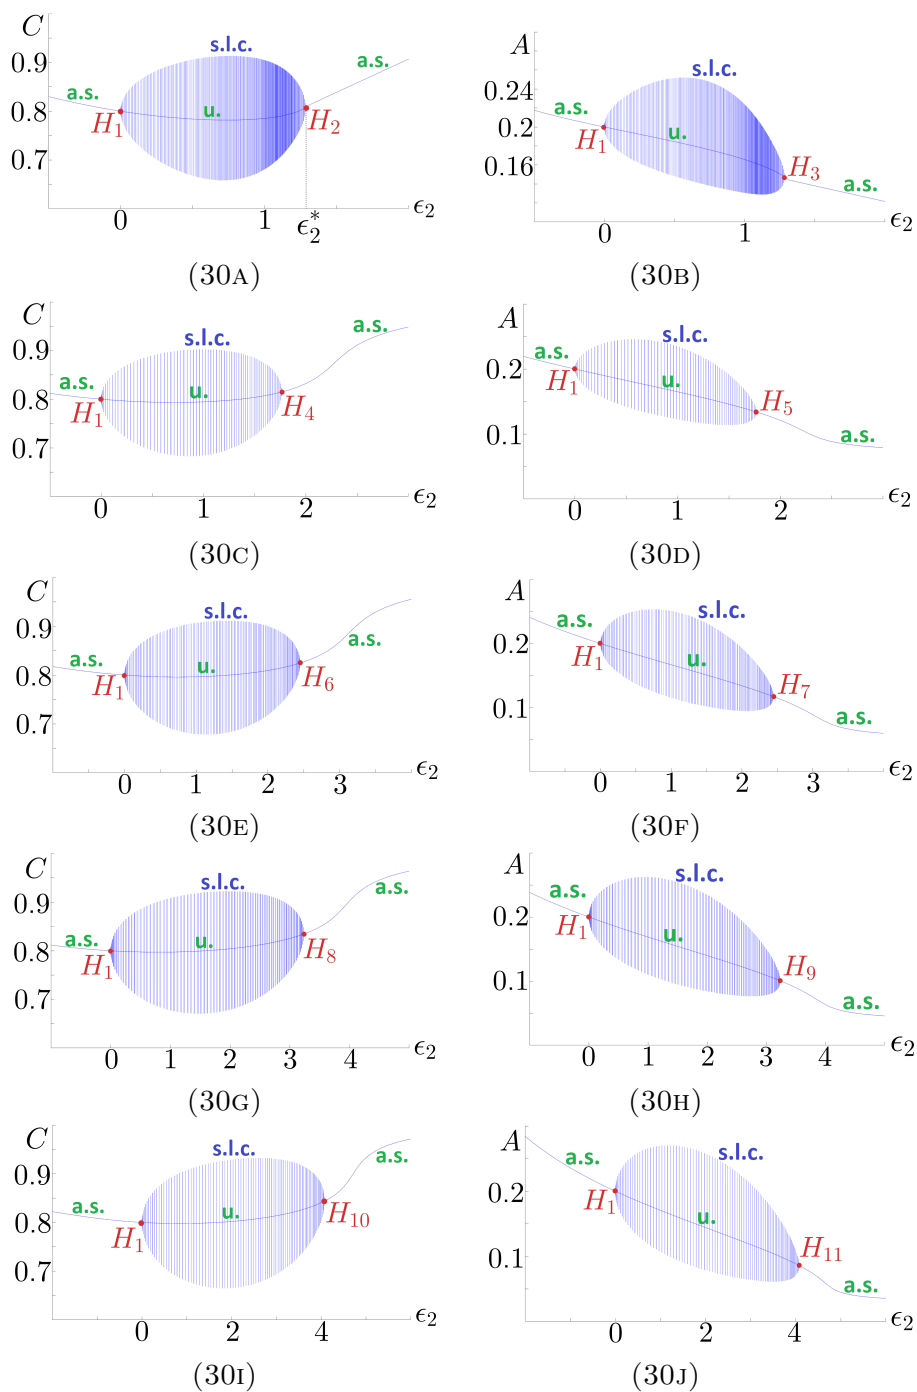 C
s.l.c.
0.9
a.s.
a.s.
0.8
H₁
u.
H₂
0.7
0
1
ϵ₂*
ϵ₂
(30A)
A
s.l.c.
0.24
a.s.
0.2
H₁
u.
0.16
H₃
a.s.
0
1
ϵ₂
(30B)
C
s.l.c.
a.s.
0.9
a.s.
0.8
H₁
u.
H₄
0.7
0
1
2
ϵ₂
(30C)
A
s.l.c.
a.s.
0.2
H₁
u.
H₅
0.1
a.s.
0
1
2
ϵ₂
(30D)
C
s.l.c.
0.9
a.s.
a.s.
0.8
H₁
u.
H₆
0.7
0
1
2
3
ϵ₂
(30E)
A
s.l.c.
a.s.
0.2
H₁
u.
H₇
0.1
a.s.
0
1
2
3
ϵ₂
(30F)
C
s.l.c.
a.s.
0.9
a.s.
0.8
H₁
u.
H₈
0.7
0
1
2
3
4
ϵ₂
(30G)
A
s.l.c.
a.s.
0.2
H₁
u.
H₉
0.1
a.s.
0
1
2
3
4
ϵ₂
(30H)
C
s.l.c.
a.s.
0.9
a.s.
0.8
H₁
u.
H₁₀
0.7
0
2
4
ϵ₂
(30I)
A
s.l.c.
a.s.
0.2
H₁
u.
H₁₁
0.1
a.s.
0
2
4
ϵ₂
(30J)